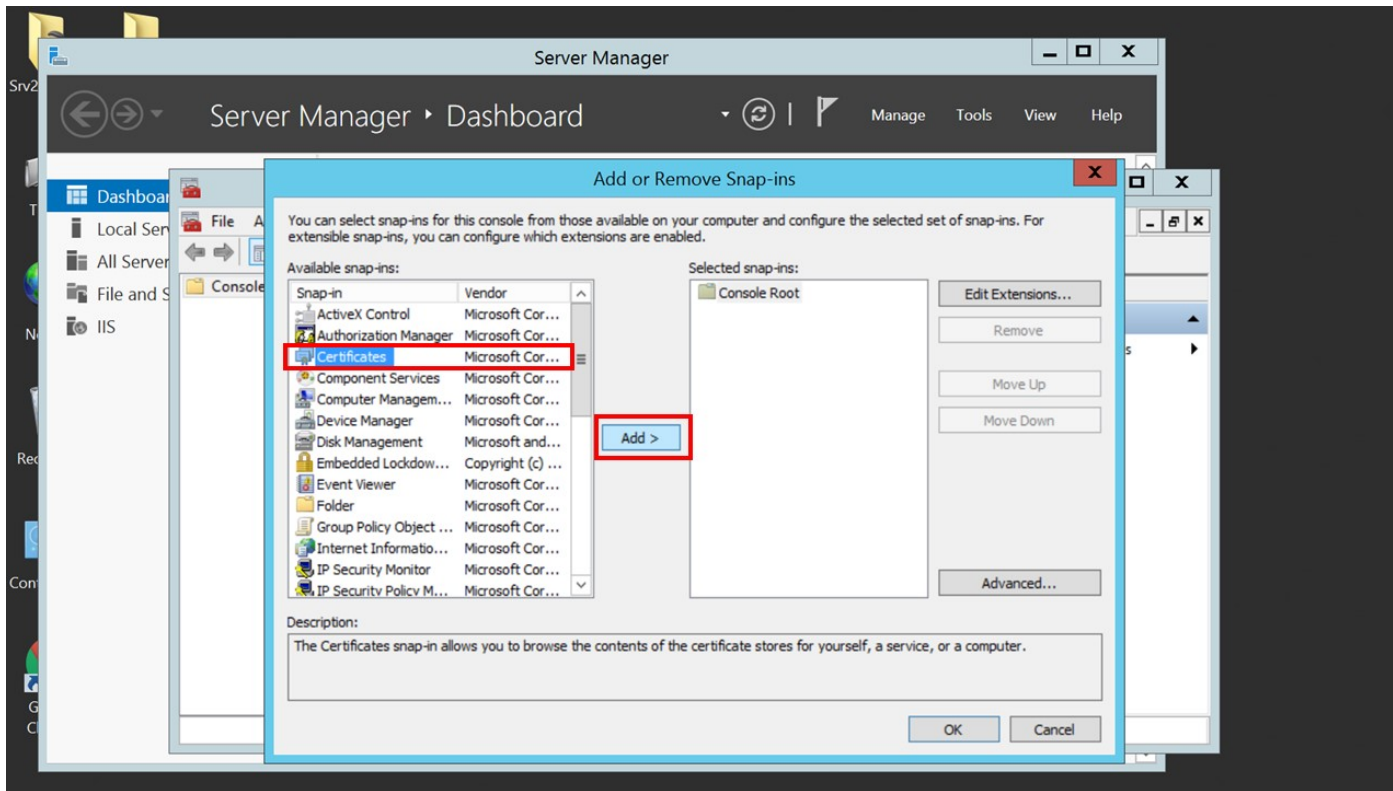 Server Manager
Srv2
Server Manager • Dashboard
Manage Tools View Help
Dashboar
Local Serv
All Server
File and S
IIS
File A
Console
Add or Remove Snap-ins
You can select snap-ins for this console from those available on your computer and configure the selected set of snap-ins. For
extensible snap-ins, you can configure which extensions are enabled.
Available snap-ins:
Snap-in Vendor
ActiveX Control Microsoft Cor...
Authorization Manager Microsoft Cor...
Certificates Microsoft Cor...
Component Services Microsoft Cor...
Computer Managem... Microsoft Cor...
Device Manager Microsoft Cor...
Disk Management Microsoft and...
Embedded Lockdow... Copyright (c) ...
Event Viewer Microsoft Cor...
Folder Microsoft Cor...
Group Policy Object ... Microsoft Cor...
Internet Informatio... Microsoft Cor...
IP Security Monitor Microsoft Cor...
IP Security Policy M... Microsoft Cor...
Add >
Selected snap-ins:
Console Root
Edit Extensions...
Remove
Move Up
Move Down
Advanced...
Description:
The Certificates snap-in allows you to browse the contents of the certificate stores for yourself, a service, or a computer.
OK Cancel